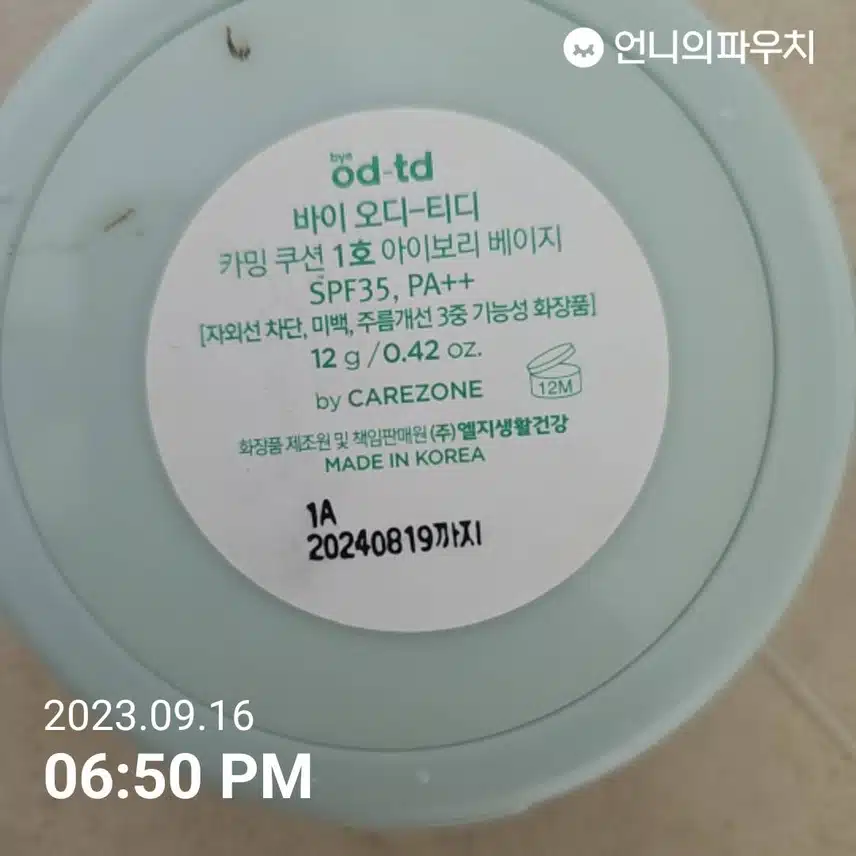 언니의파우치
bye
od-td
바이 오디-티디
카밍 쿠션 1호 아이보리 베이지
SPF35, PA++
[자외선 차단, 미백, 주름개선 3중 기능성 화장품]
12 g / 0.42 oz.
by CAREZONE
12M
화장품 제조원 및 책임판매원 (주)엘지생활건강
MADE IN KOREA
1A
20240819까지
2023.09.16
06:50 PM